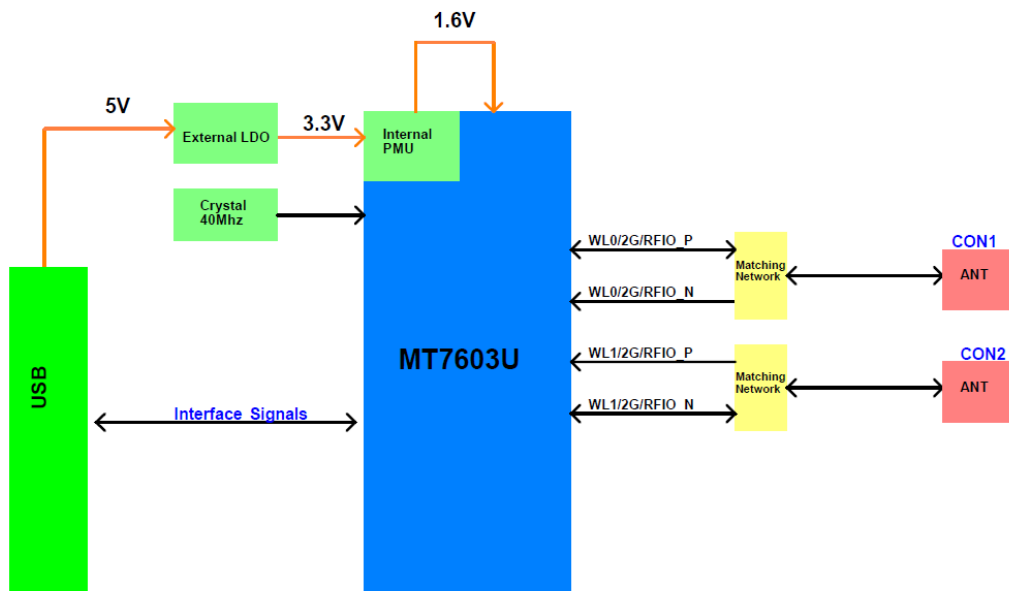 1.6V
5V
External LDO
3.3V
Internal
PMU
Crystal
40Mhz
WL0/2G/RFIO_P
Matching
Network
CON1
ANT
WL0/2G/RFIO_N
MT7603U
WL1/2G/RFIO_P
Matching
Network
CON2
ANT
WL1/2G/RFIO_N
USB
Interface Signals